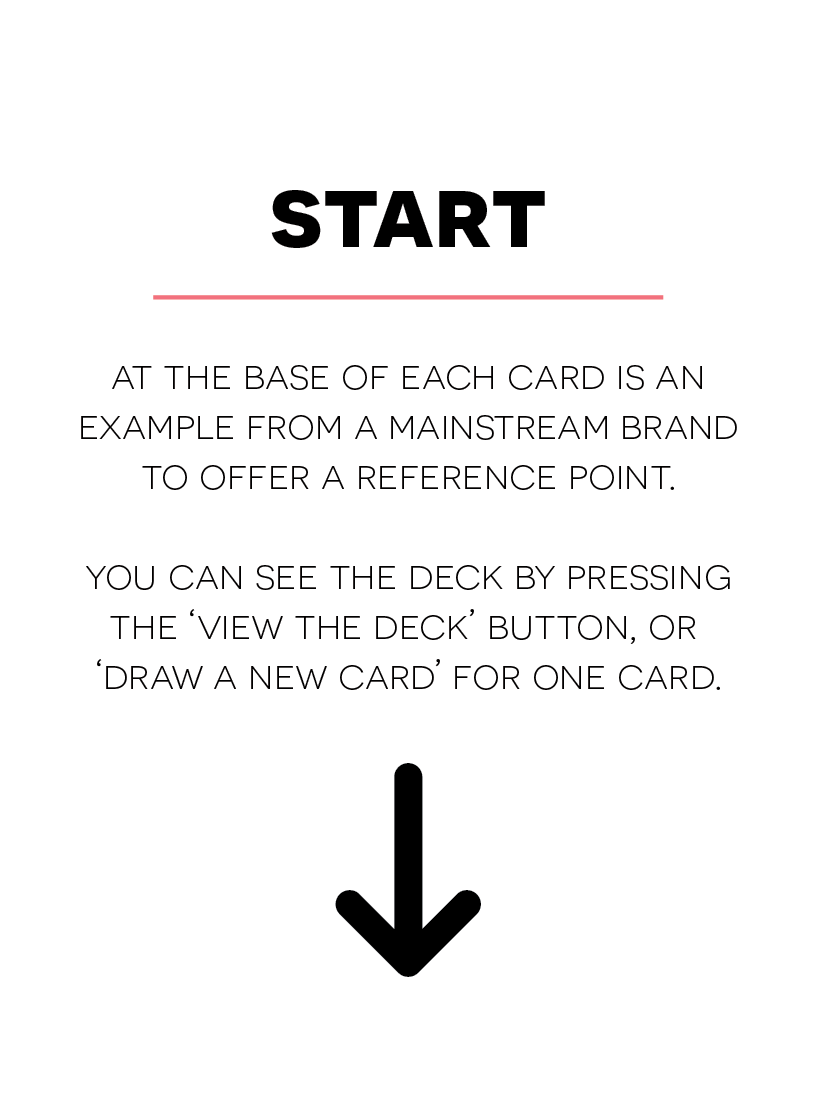 START
AT THE BASE OF EACH CARD IS AN
EXAMPLE FROM A MAINSTREAM BRAND
TO OFFER A REFERENCE POINT.
YOU CAN SEE THE DECK BY PRESSING
THE ‘VIEW THE DECK’ BUTTON, OR
‘DRAW A NEW CARD’ FOR ONE CARD.